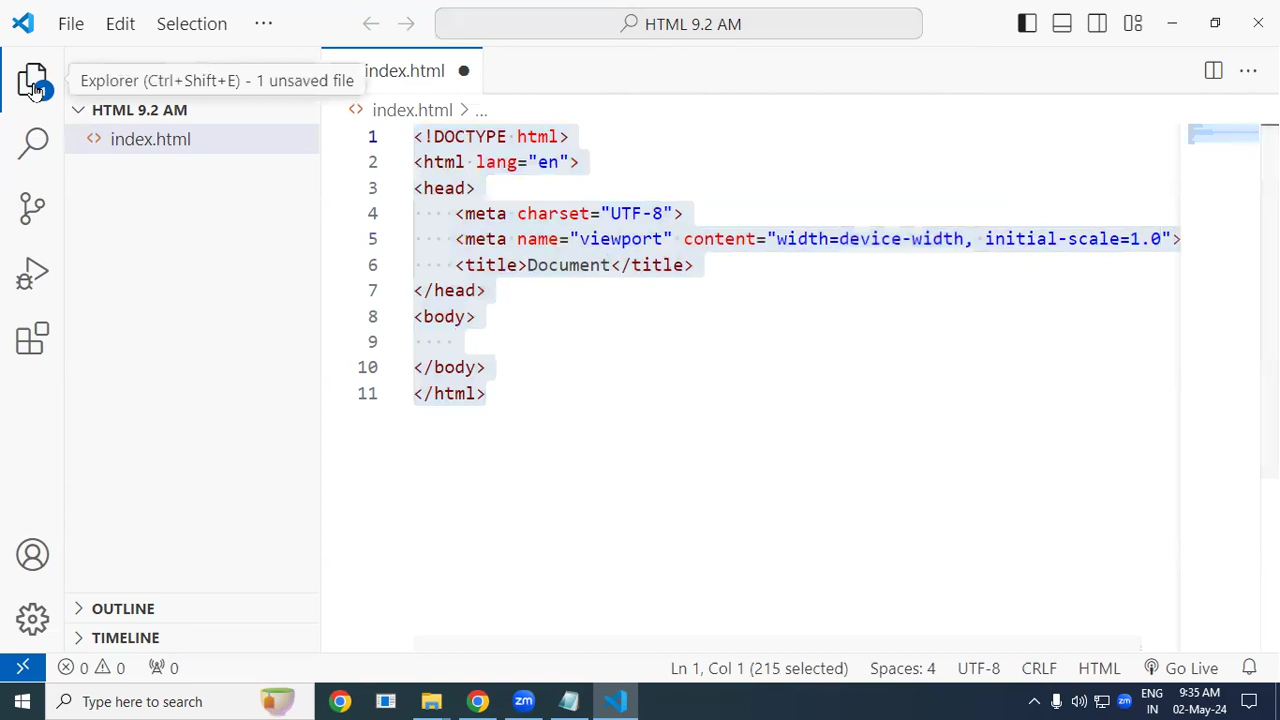 File Edit Selection ··· HTML 9.2 AM
Explorer (Ctrl+Shift+E) - 1 unsaved file
index.html
HTML 9.2 AM
index.html
index.html > ...
1 <!DOCTYPE html>
2 <html lang="en">
3 <head>
4 <meta charset="UTF-8">
5 <meta name="viewport" content="width=device-width, initial-scale=1.0">
6 <title>Document</title>
7 </head>
8 <body>
9
10 </body>
11 </html>
OUTLINE
TIMELINE
0 0 0 Ln 1, Col 1 (215 selected) Spaces: 4 UTF-8 CRLF HTML Go Live
Type here to search
zm
zm
ENG
IN
9:35 AM
02-May-24